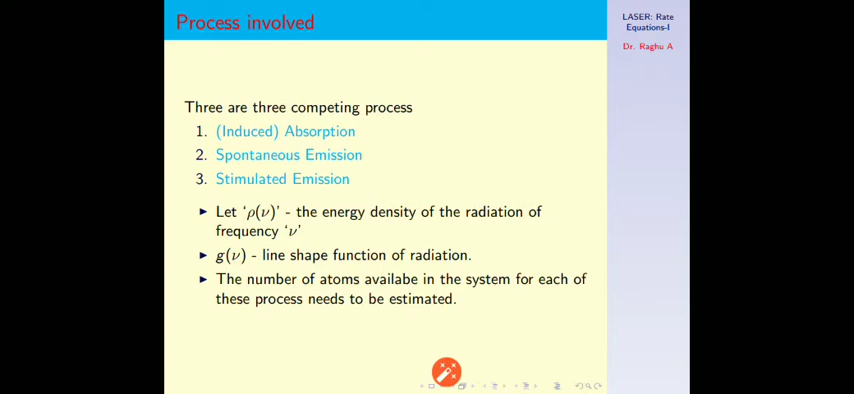 Process involved
Three are three competing process
1. (Induced) Absorption
2. Spontaneous Emission
3. Stimulated Emission
▶ Let ‘ρ(ν)’ - the energy density of the radiation of
frequency ‘ν’
▶ g(ν) - line shape function of radiation.
▶ The number of atoms availabe in the system for each of
these process needs to be estimated.
LASER: Rate
Equations-I
Dr. Raghu A